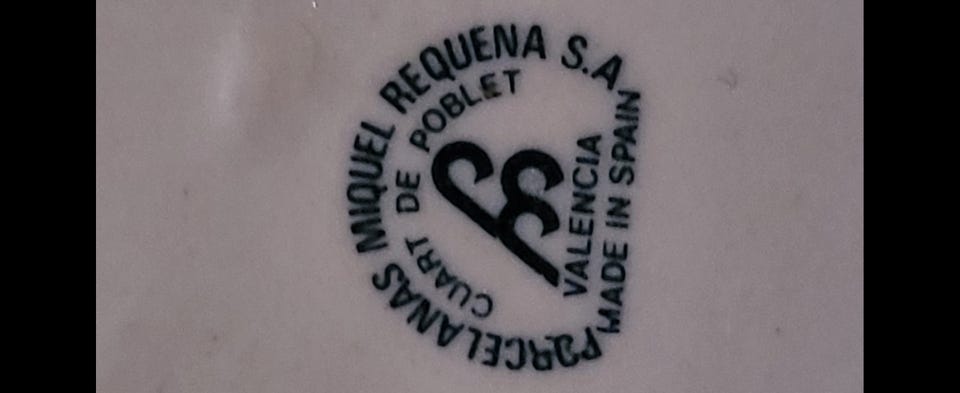 PORCELANAS MIQUEL REQUENA S.A.
CUART DE POBLET
VALENCIA
MADE IN SPAIN